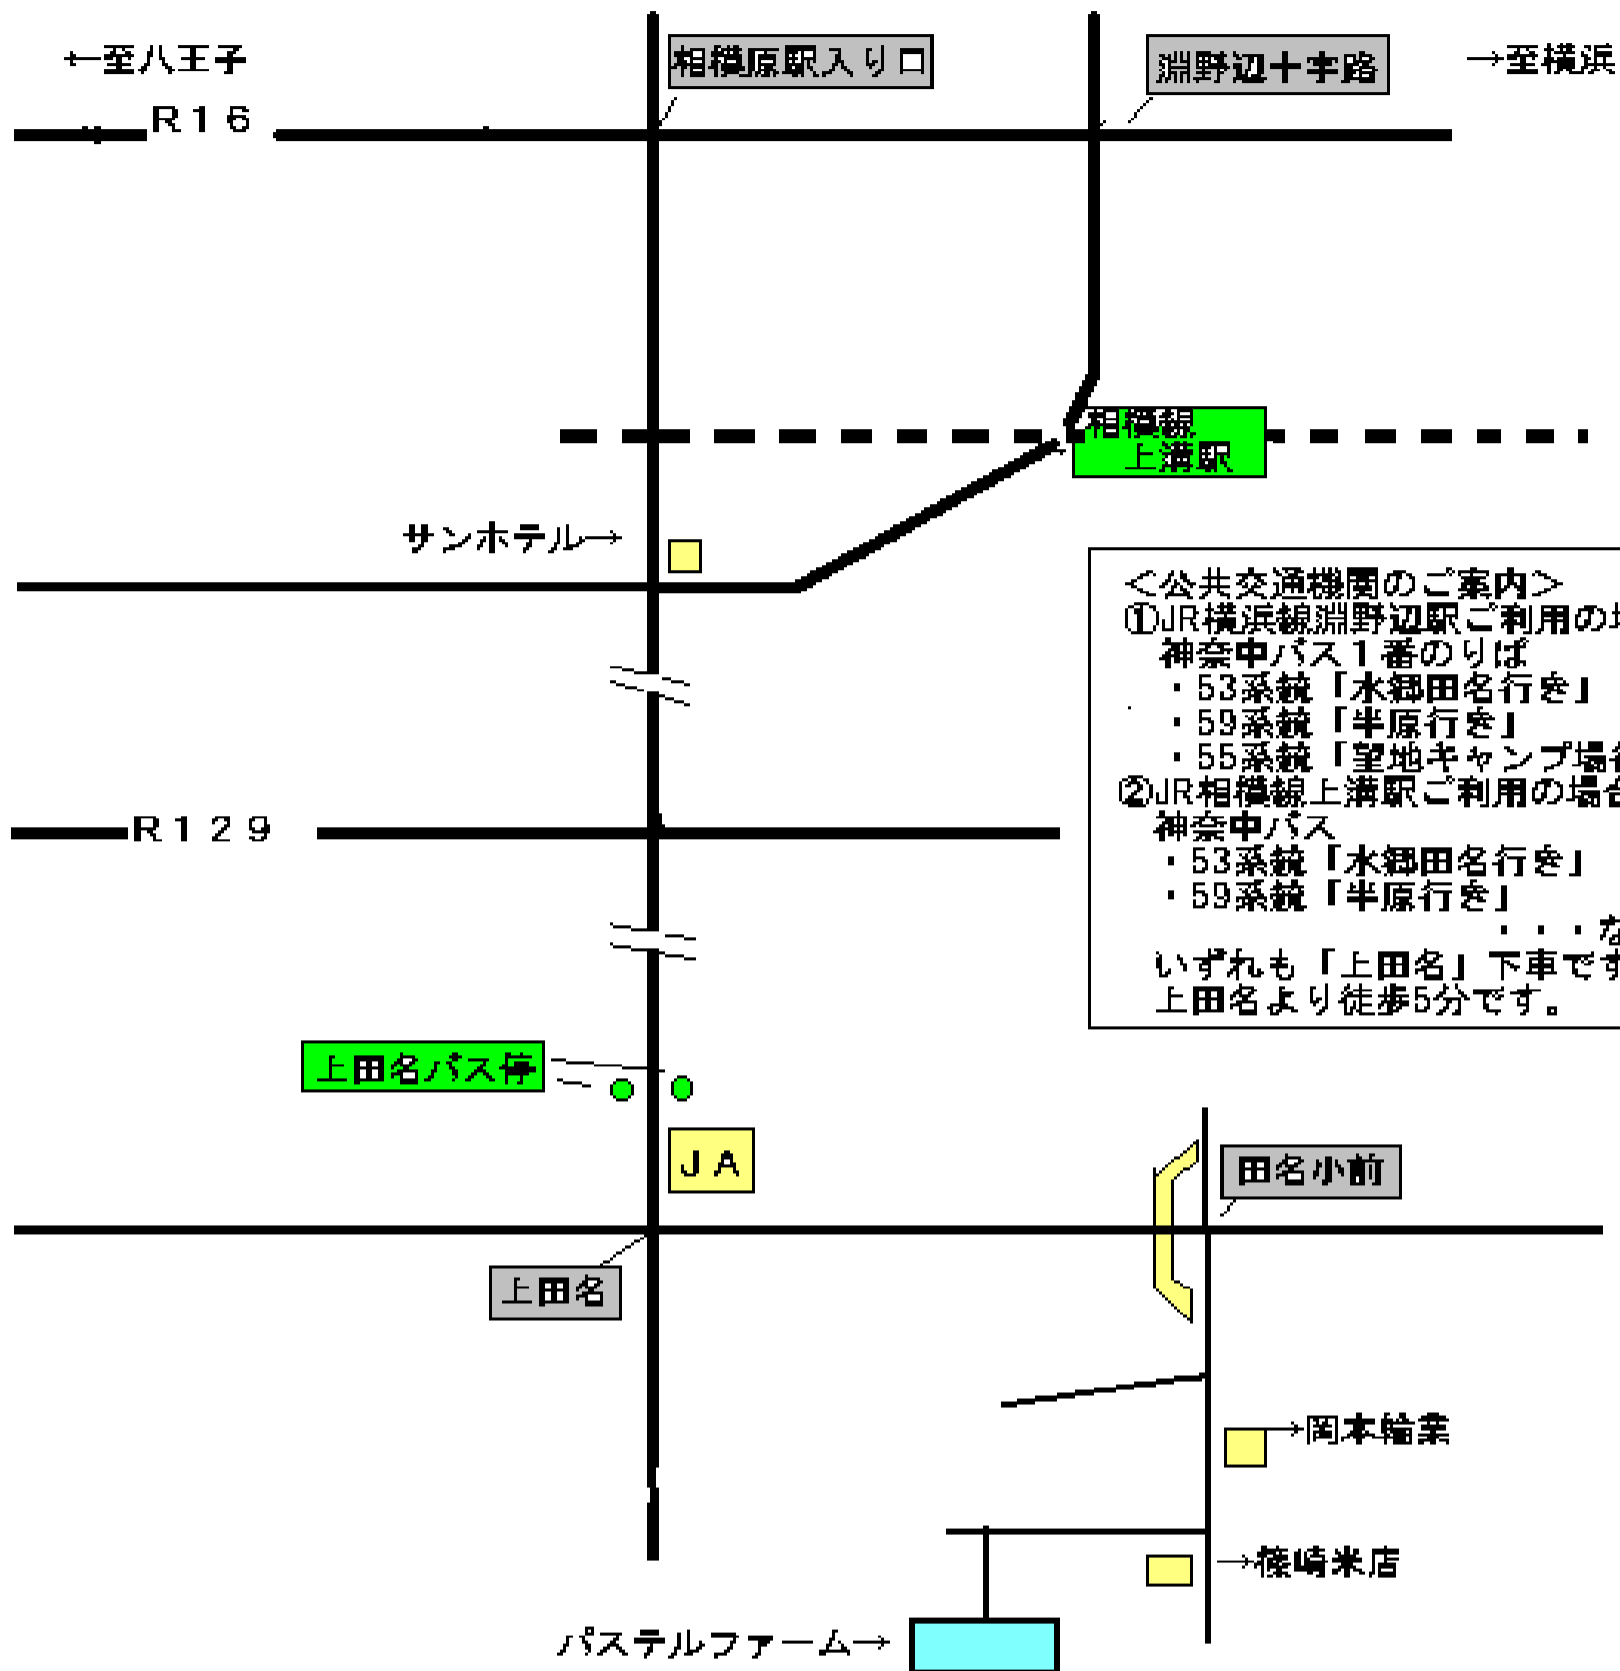 ←至八王子
相模原駅入り口
淵野辺十字路
→至横浜
R16
相模線
上溝駅
サンホテル→
<公共交通機関のご案内>
①JR横浜線淵野辺駅ご利用の場
神奈中バス1番のりば
・53系統「水郷田名行き」
・59系統「半原行き」
・55系統「望地キャンプ場行
②JR相模線上溝駅ご利用の場合
神奈中バス
・53系統「水郷田名行き」
・59系統「半原行き」
・・・な
いずれも「上田名」下車です
上田名より徒歩5分です。
R129
上田名バス停
JA
田名小前
上田名
→岡本輪業
→篠崎米店
パステルファーム→